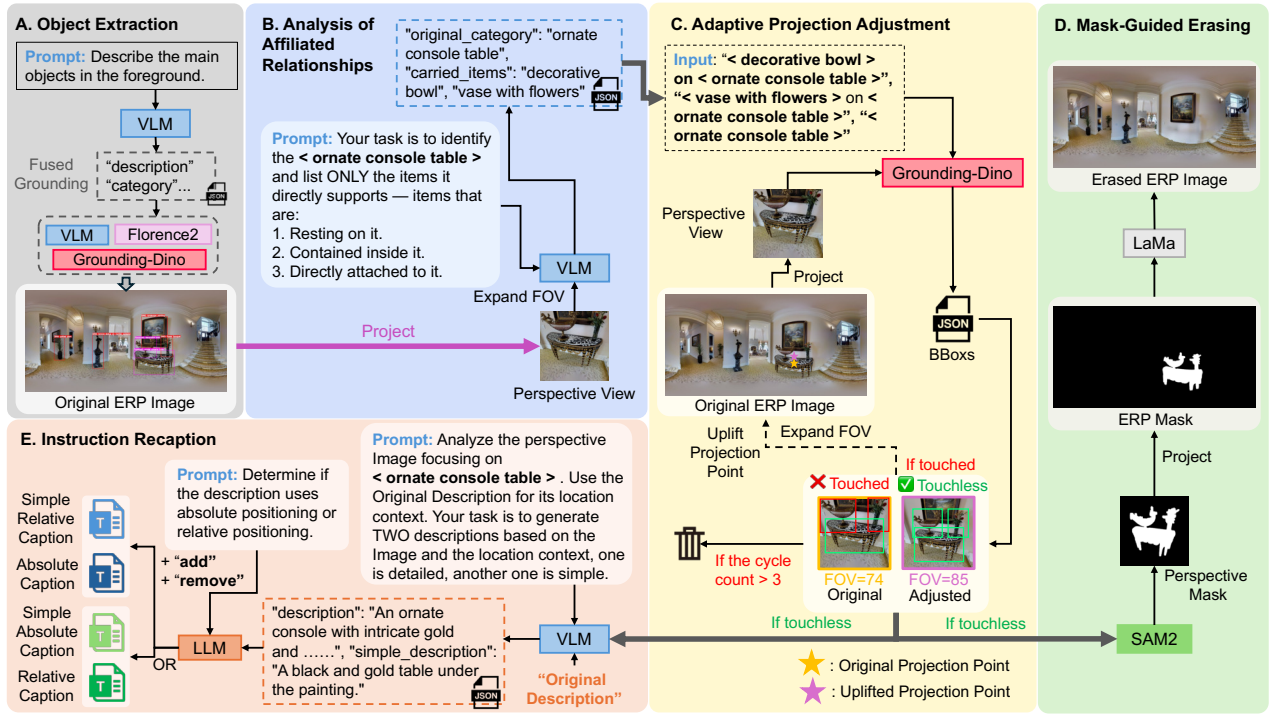 A. Object Extraction
Prompt: Describe the main
objects in the foreground.
VLM
Fused
Grounding
“description”
“category”...
JSON
VLM
Florence2
Grounding-Dino
Original ERP Image
B. Analysis of
Affiliated
Relationships
"original_category": "ornate
console table",
"carried_items": "decorative
bowl", "vase with flowers"
JSON
Prompt: Your task is to identify
the < ornate console table >
and list ONLY the items it
directly supports — items that
are:
1. Resting on it.
2. Contained inside it.
3. Directly attached to it.
VLM
Expand FOV
Project
Perspective View
C. Adaptive Projection Adjustment
Input: “< decorative bowl >
on < ornate console table >”,
“< vase with flowers > on <
ornate console table >”, “<
ornate console table >”
Grounding-Dino
Perspective
View
Project
JSON
BBoxs
Original ERP Image
Uplift
Projection
Point
Expand FOV
If touched
Touched
Touchless
If the cycle
count > 3
FOV=74
Original
FOV=85
Adjusted
If touchless
If touchless
: Original Projection Point
: Uplifted Projection Point
D. Mask-Guided Erasing
Erased ERP Image
LaMa
ERP Mask
Project
Perspective
Mask
SAM2
E. Instruction Recaption
Prompt: Determine if
the description uses
absolute positioning or
relative positioning.
Prompt: Analyze the perspective
Image focusing on
< ornate console table > . Use the
Original Description for its location
context. Your task is to generate
TWO descriptions based on the
Image and the location context, one
is detailed, another one is simple.
Simple
Relative
Caption
T
Absolute
Caption
T
Simple
Absolute
Caption
T
Relative
Caption
T
+ “add”
+ “remove”
OR
LLM
"description": "An ornate
console with intricate gold
and ……", "simple_description":
"A black and gold table under
the painting."
JSON
VLM
“Original
Description”